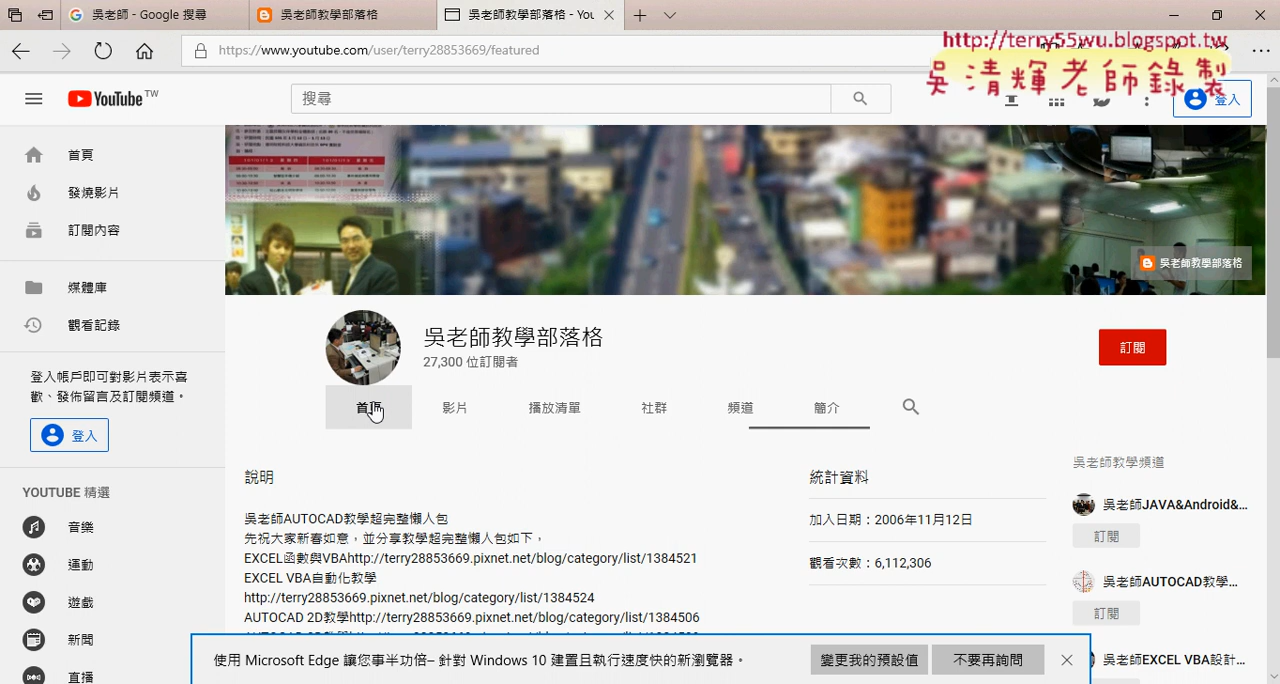 吳老師 - Google 搜尋
吳老師教學部落格
吳老師教學部落格 - You
https://www.youtube.com/user/terry28853669/featured
http://terry55wu.blogspot.tw
吳清輝老師錄製
YouTube TW
搜尋
登入
首頁
發燒影片
訂閱內容
媒體庫
觀看記錄
登入帳戶即可對影片表示喜
歡、發佈留言及訂閱頻道。
登入
YOUTUBE 精選
音樂
運動
遊戲
新聞
直播
吳老師教學部落格
吳老師教學部落格
27,300 位訂閱者
訂閱
首頁
影片
播放清單
社群
頻道
簡介
說明
吳老師AUTOCAD教學超完整懶人包
先祝大家新春如意，並分享教學超完整懶人包如下，
EXCEL函數與VBAhttp://terry28853669.pixnet.net/blog/category/list/1384521
EXCEL VBA自動化教學
http://terry28853669.pixnet.net/blog/category/list/1384524
AUTOCAD 2D教學http://terry28853669.pixnet.net/blog/category/list/1384506
統計資料
加入日期：2006年11月12日
觀看次數：6,112,306
吳老師教學頻道
吳老師JAVA&Android&...
訂閱
吳老師AUTOCAD教學...
訂閱
吳老師EXCEL VBA設計...
使用 Microsoft Edge 讓您事半功倍– 針對 Windows 10 建置且執行速度快的新瀏覽器。
變更我的預設值
不要再詢問